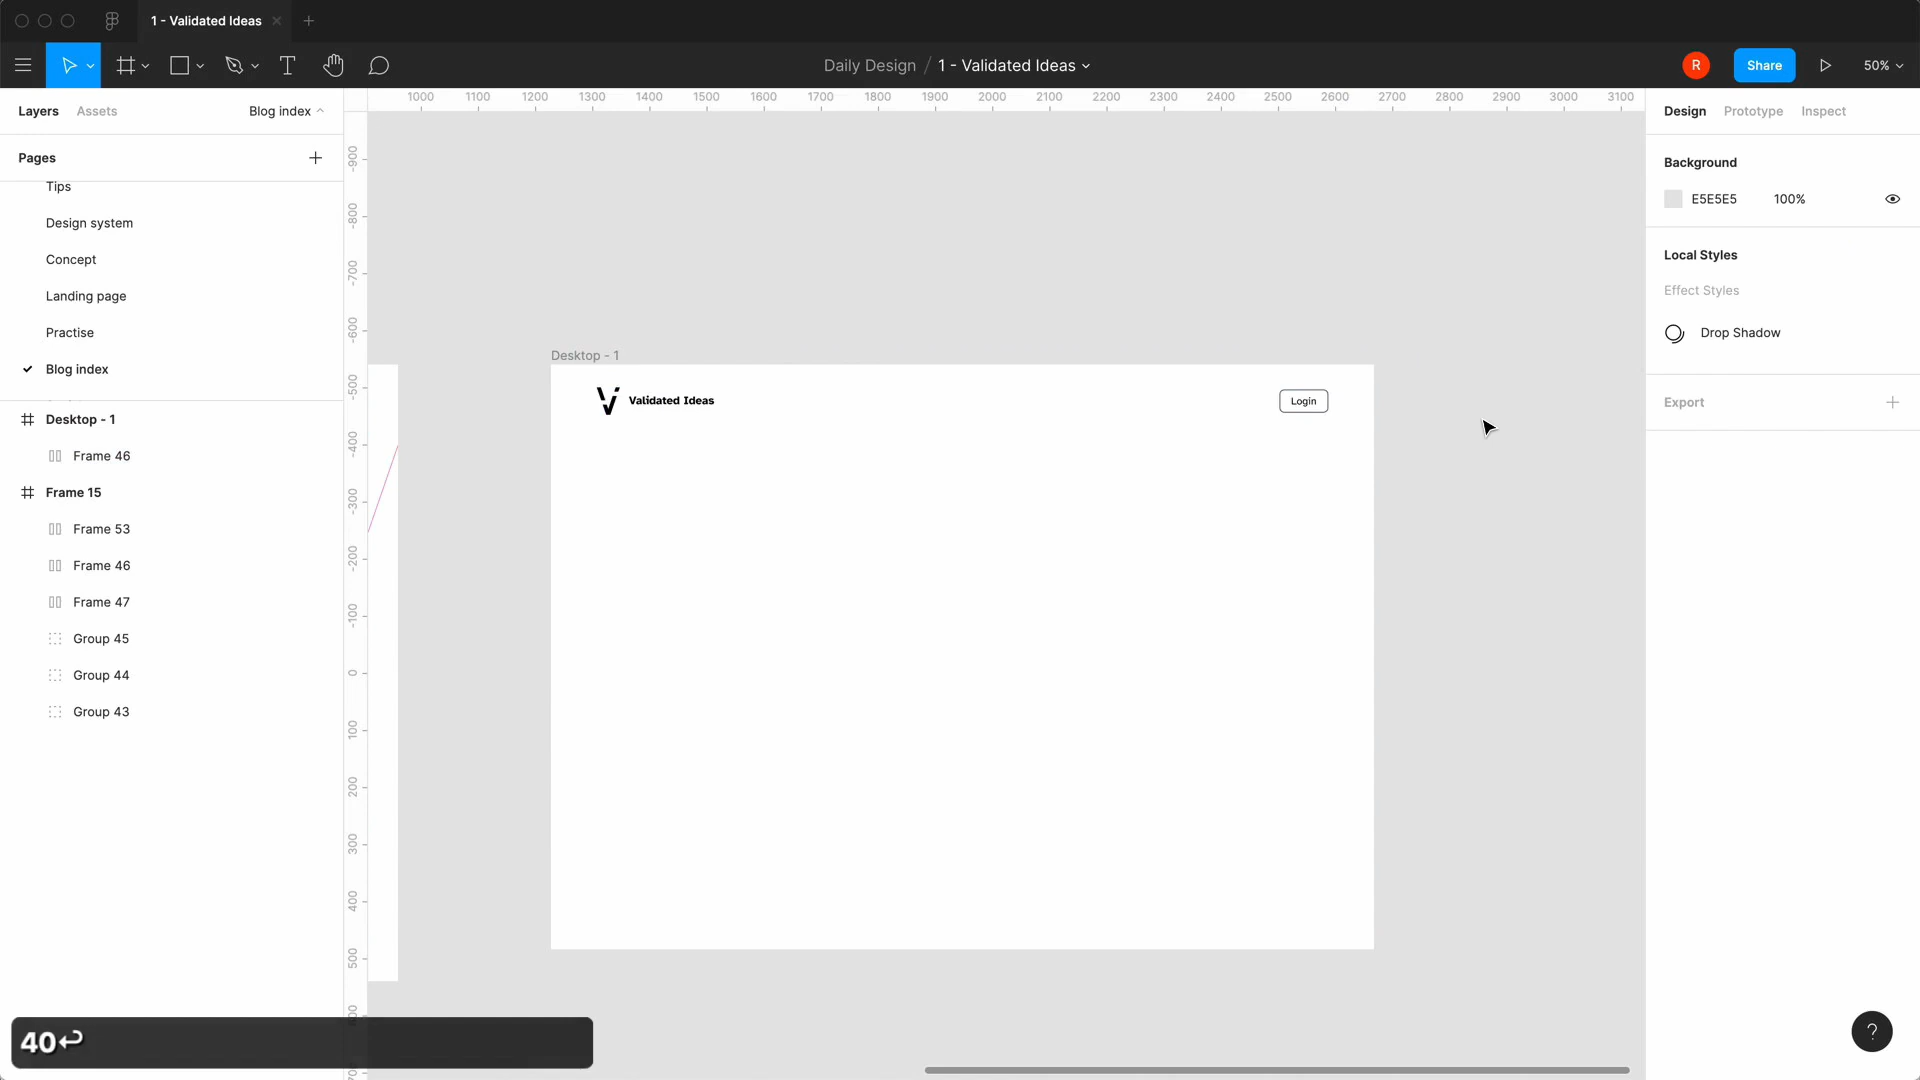 1 - Validated Ideas
Daily Design / 1 - Validated Ideas
R
Share
50%
Layers
Assets
Blog index
1000 1100 1200 1300 1400 1500 1600 1700 1800 1900 2000 2100 2200 2300 2400 2500 2600 2700 2800 2900 3000 3100
Design
Prototype
Inspect
Pages
Tips
Design system
Concept
Landing page
Practise
Blog index
Desktop - 1
Frame 46
Frame 15
Frame 53
Frame 46
Frame 47
Group 45
Group 44
Group 43
-900
-800
-700
-600
-500
-400
-300
-200
-100
0
100
200
300
400
500
Desktop - 1
Validated Ideas
Login
Background
E5E5E5
100%
Local Styles
Effect Styles
Drop Shadow
Export
40↩
?